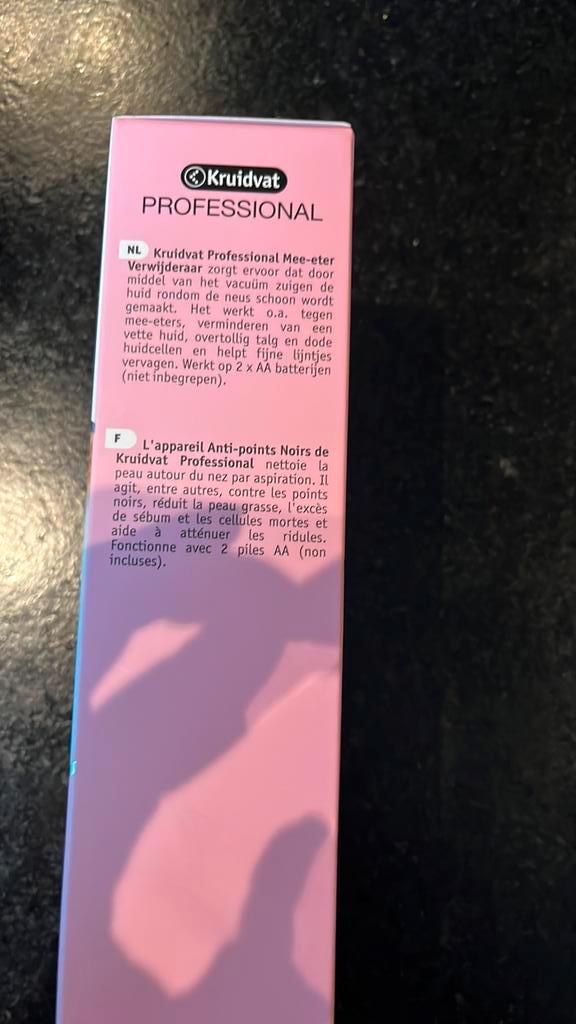 Kruidvat
PROFESSIONAL
NL Kruidvat Professional Mee-eter
Verwijderaar zorgt ervoor dat door
middel van het vacuüm zuigen de
huid rondom de neus schoon wordt
gemaakt. Het werkt o.a. tegen
mee-eters, verminderen van een
vette huid, overtollig talg en dode
huidcellen en helpt fijne lijntjes
vervagen. Werkt op 2 x AA batterijen
(niet inbegrepen).
F L'appareil Anti-points Noirs de
Kruidvat Professional nettoie la
peau autour du nez par aspiration. Il
agit, entre autres, contre les points
noirs, réduit la peau grasse, l'excès
de sébum et les cellules mortes et
aide à atténuer les ridules.
Fonctionne avec 2 piles AA (non
incluses).